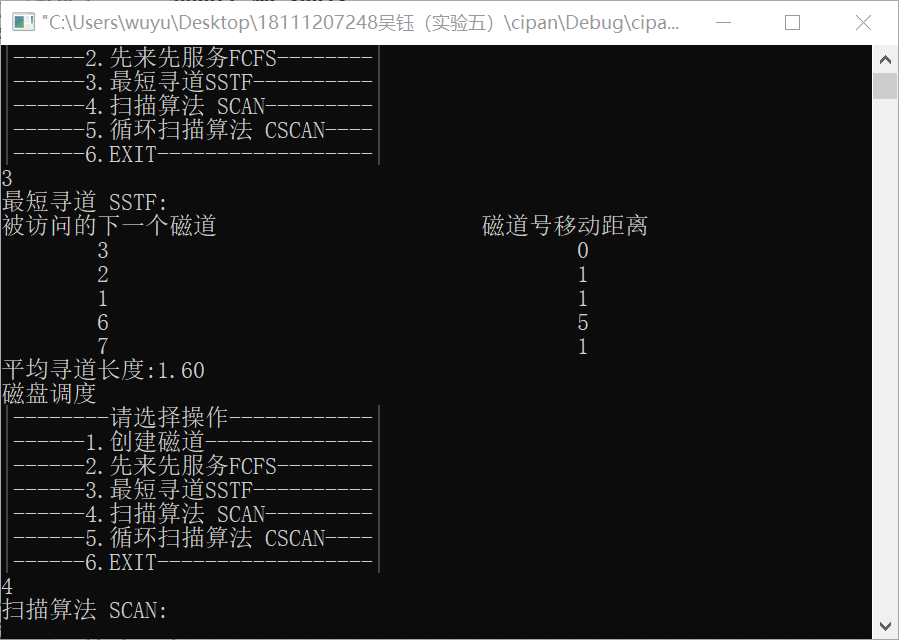 "C:\Users\wuyu\Desktop\18111207248吴钰（实验五）\cipan\Debug\cipa...
|------2.先来先服务FCFS--------|
|------3.最短寻道SSTF----------|
|------4.扫描算法 SCAN---------|
|------5.循环扫描算法 CSCAN----|
|------6.EXIT------------------|
3
最短寻道 SSTF:
被访问的下一个磁道 磁道号移动距离
3 0
2 1
1 1
6 5
7 1
平均寻道长度:1.60
磁盘调度
|--------请选择操作------------|
|------1.创建磁道--------------|
|------2.先来先服务FCFS--------|
|------3.最短寻道SSTF----------|
|------4.扫描算法 SCAN---------|
|------5.循环扫描算法 CSCAN----|
|------6.EXIT------------------|
4
扫描算法 SCAN: